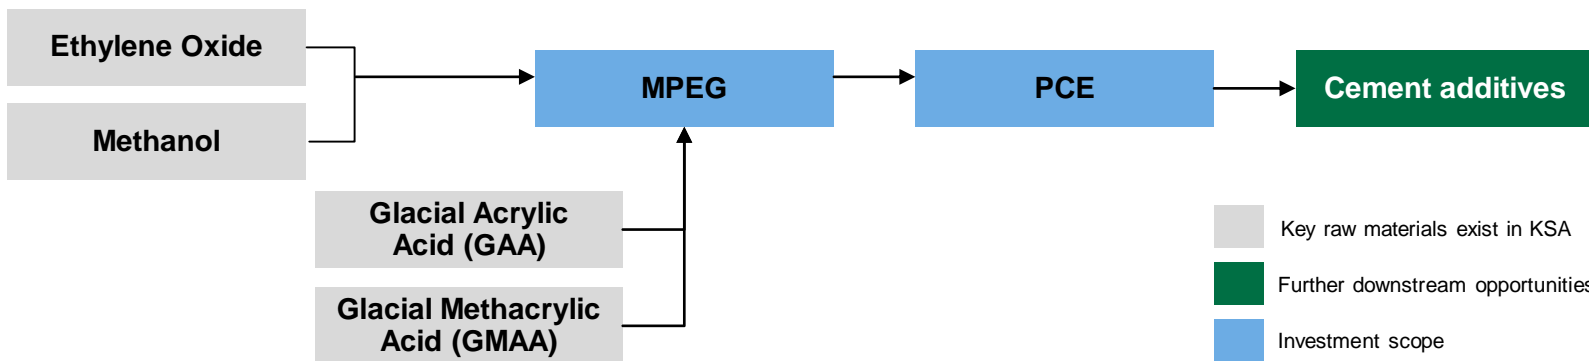 Ethylene Oxide
Methanol
MPEG
PCE
Cement additives
Glacial Acrylic
Acid (GAA)
Glacial Methacrylic
Acid (GMAA)
Key raw materials exist in KSA
Further downstream opportunities
Investment scope